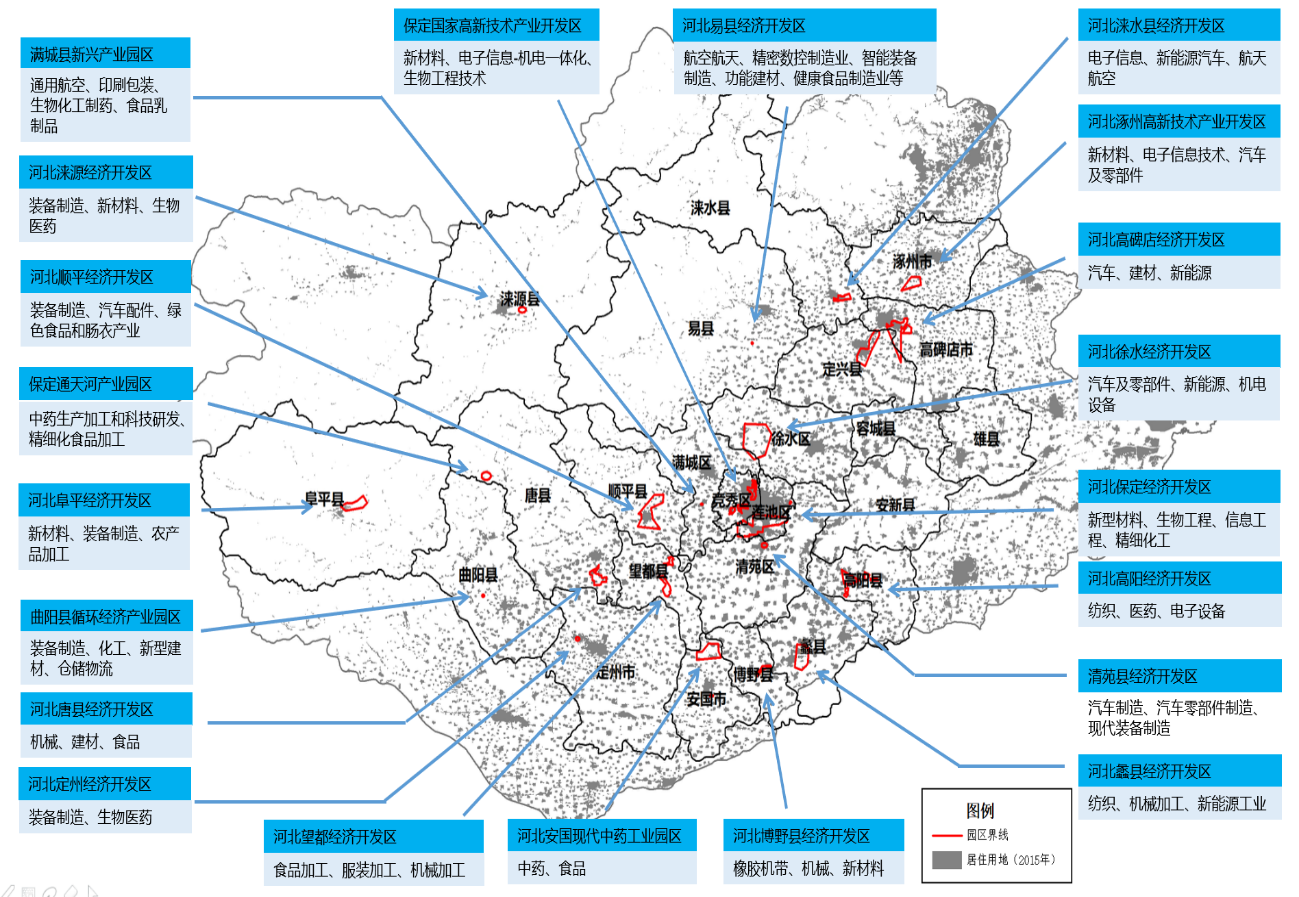 满城县新兴产业园区
通用航空、印刷包装、
生物化工制药、食品乳
制品
河北涞源经济开发区
装备制造、新材料、生物
医药
河北顺平经济开发区
装备制造、汽车配件、绿
色食品和肠衣产业
保定通天河产业园区
中药生产加工和科技研发、
精细化食品加工
河北阜平经济开发区
新材料、装备制造、农产
品加工
曲阳县循环经济产业园区
装备制造、化工、新型建
材、仓储物流
河北唐县经济开发区
机械、建材、食品
河北定州经济开发区
装备制造、生物医药
保定国家高新技术产业开发区
新材料、电子信息-机电一体化、
生物工程技术
河北易县经济开发区
航空航天、精密数控制造业、智能装备
制造、功能建材、健康食品制造业等
涞水县
涿州市
涞源县
易县
高碑店市
定兴县
徐水区
容城县
雄县
满城区
顺平县
唐县
阜平县
竞秀区
莲池区
安新县
清苑区
望都县
曲阳县
高阳县
蠡县
博野县
定州市
安国市
河北望都经济开发区
食品加工、服装加工、机械加工
河北安国现代中药工业园区
中药、食品
河北博野县经济开发区
橡胶机带、机械、新材料
河北涞水县经济开发区
电子信息、新能源汽车、航天
航空
河北涿州高新技术产业开发区
新材料、电子信息技术、汽车
及零部件
河北高碑店经济开发区
汽车、建材、新能源
河北徐水经济开发区
汽车及零部件、新能源、机电
设备
河北保定经济开发区
新型材料、生物工程、信息工
程、精细化工
河北高阳经济开发区
纺织、医药、电子设备
清苑县经济开发区
汽车制造、汽车零部件制造、
现代装备制造
河北蠡县经济开发区
纺织、机械加工、新能源工业
图例
园区界线
居住用地（2015年）